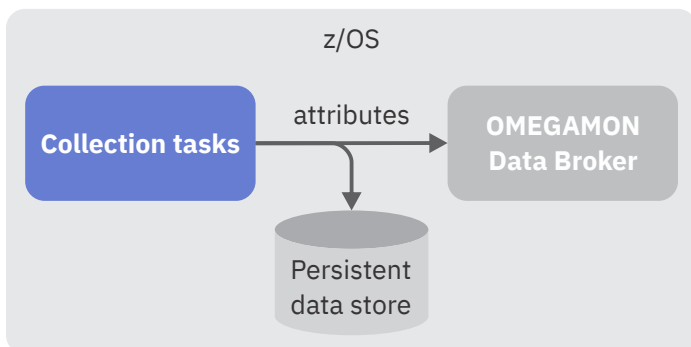 z/OS
Collection tasks
attributes
OMEGAMON
Data Broker
Persistent
data store